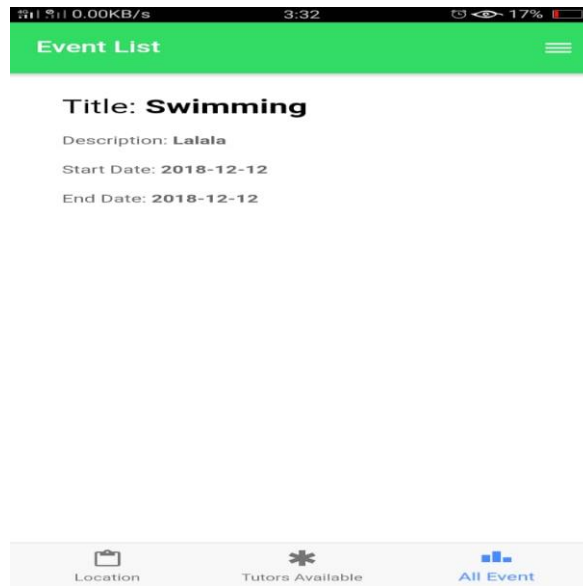 0.00KB/s 3:32 17%
Event List
Title: Swimming
Description: Lalala
Start Date: 2018-12-12
End Date: 2018-12-12
Location Tutors Available All Event